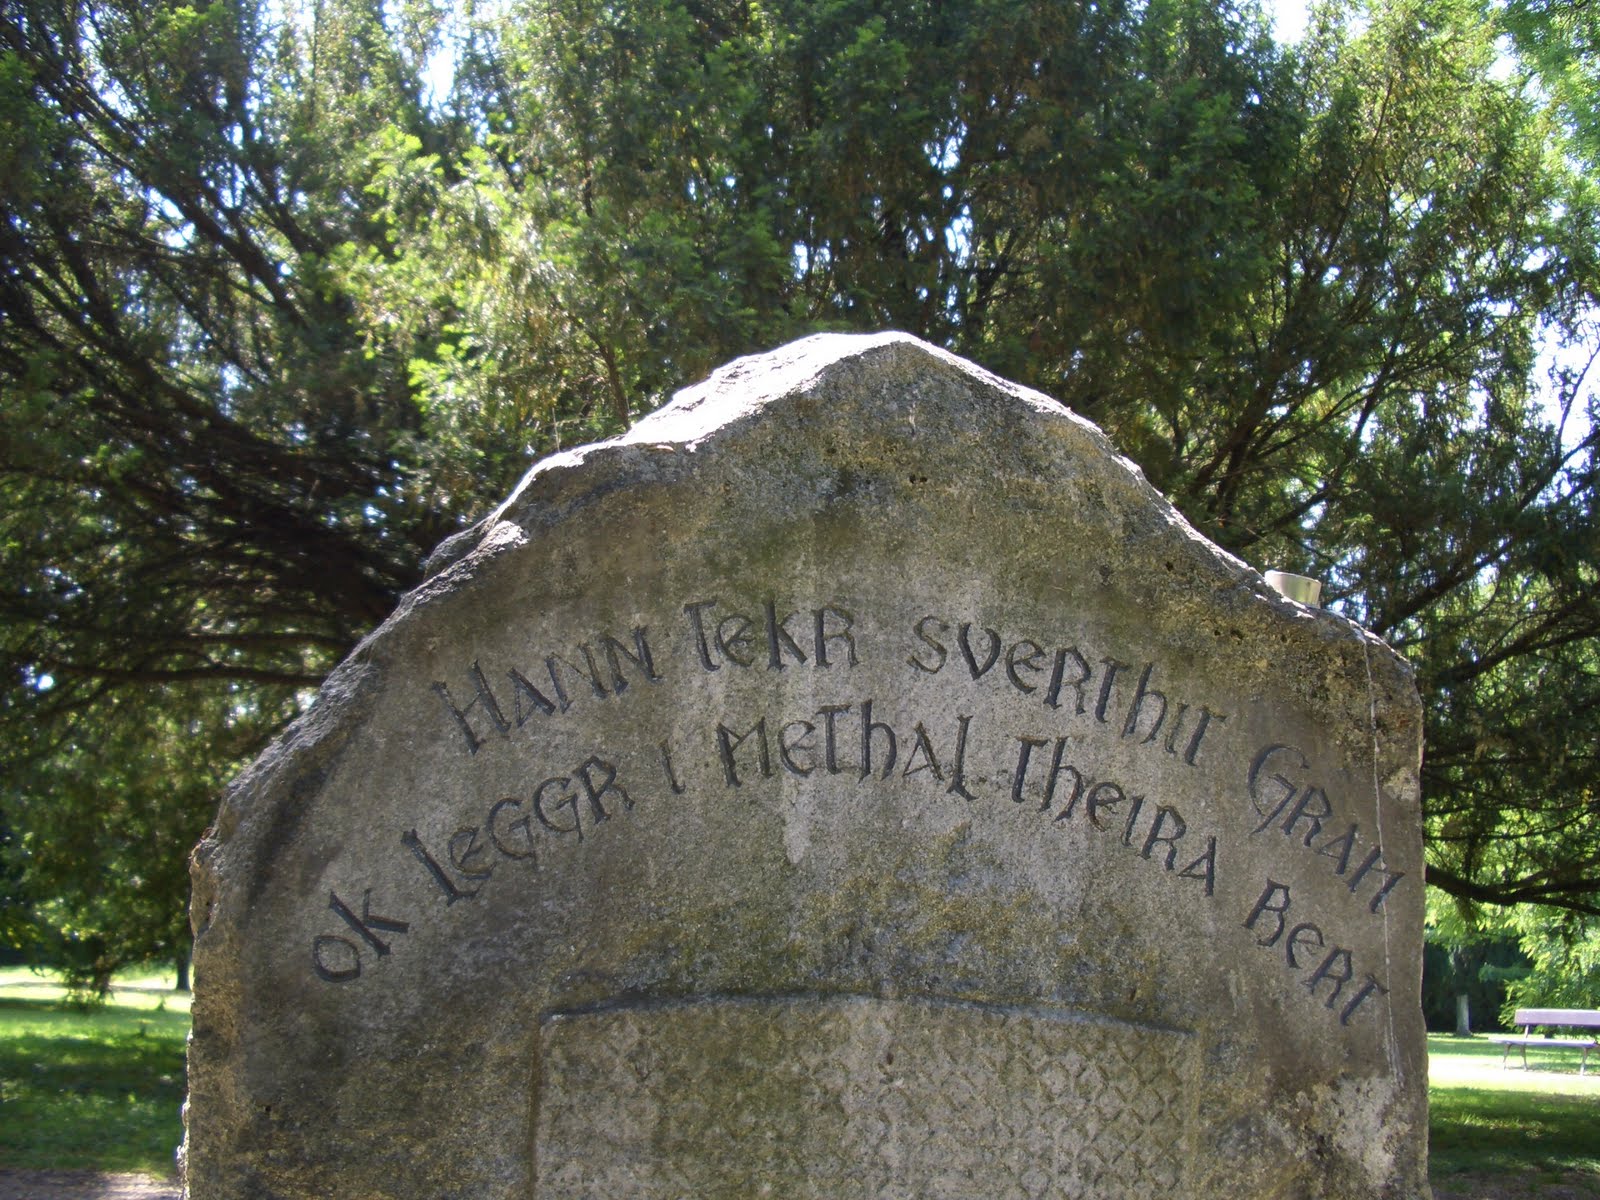 HANN TEKR SVERTHIT GRAM
OK LEGGR I METHAL THEIRA BERT